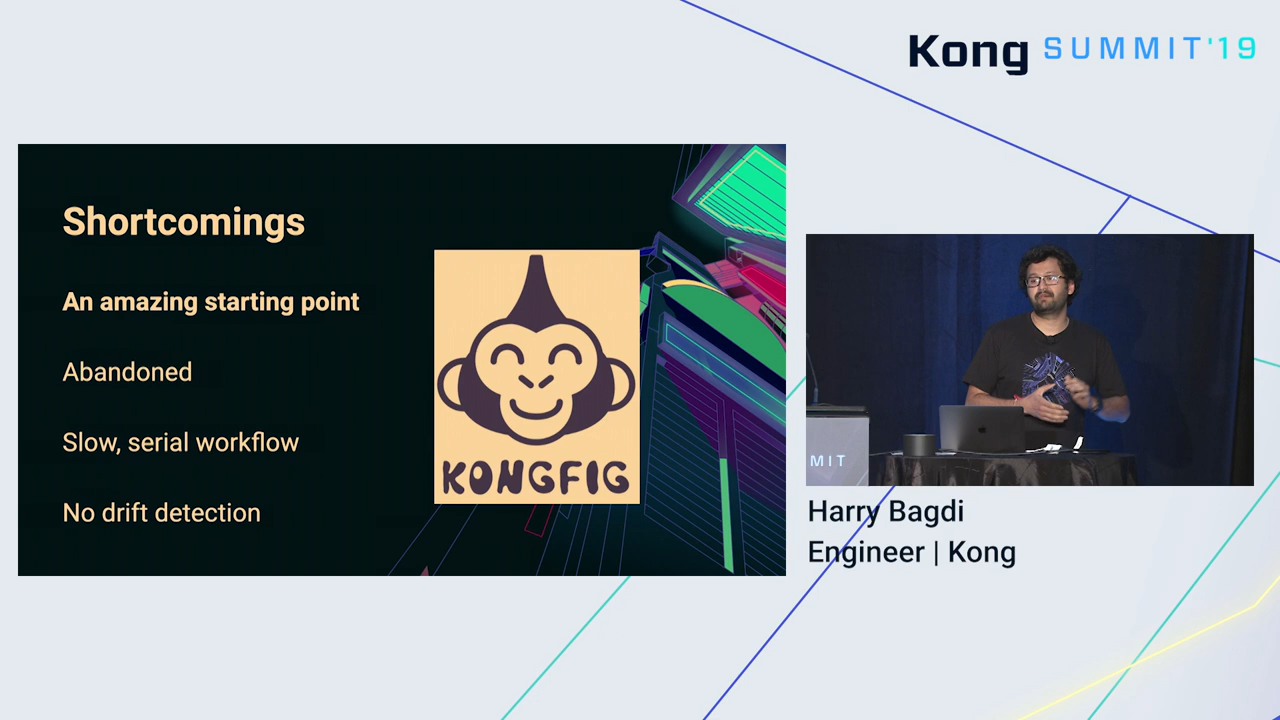 Kong SUMMIT'19
Shortcomings
An amazing starting point
Abandoned
Slow, serial workflow
No drift detection
KONGFIG
MIT
Harry Bagdi
Engineer | Kong